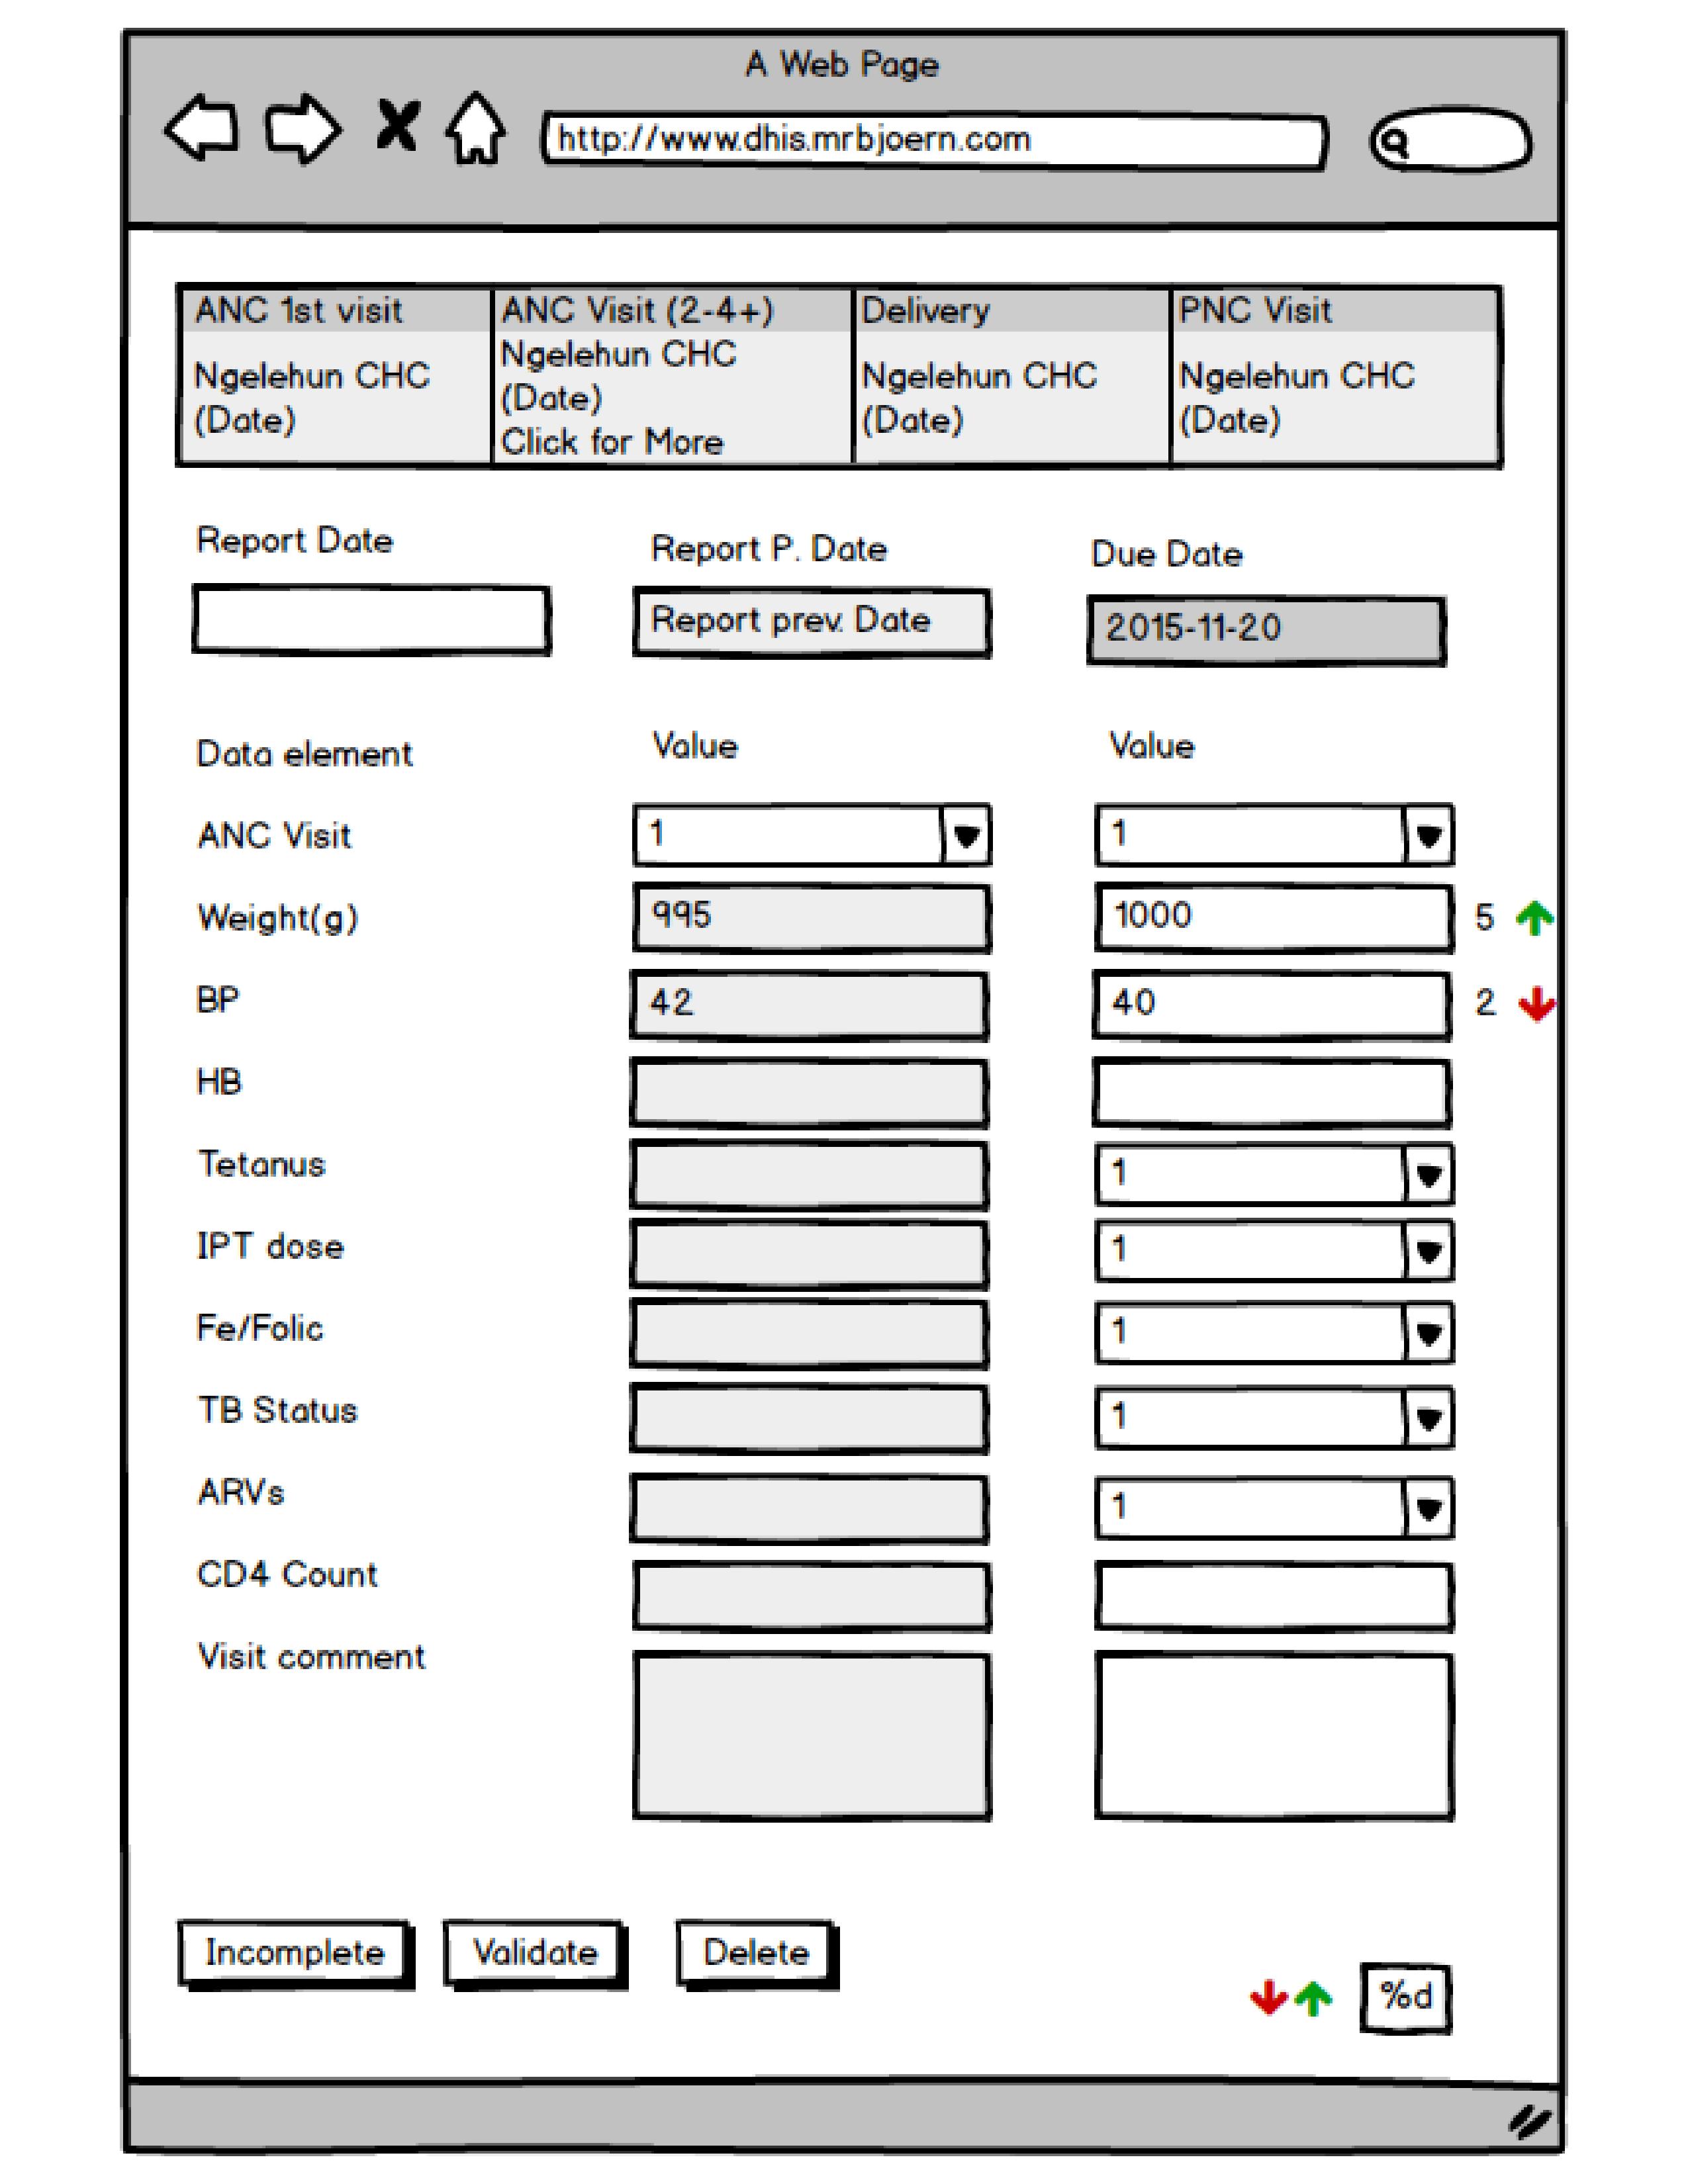 A Web Page
http://www.dhis.mrbjoern.com
ANC 1st visit
Ngelehun CHC
(Date)
ANC Visit (2-4+)
Ngelehun CHC
(Date)
Click for More
Delivery
Ngelehun CHC
(Date)
PNC Visit
Ngelehun CHC
(Date)
Report Date
Report P. Date
Report prev. Date
Due Date
2015-11-20
Data element Value Value
ANC Visit 1 1
Weight(g) 995 1000 5
BP 42 40 2
HB
Tetanus 1
IPT dose 1
Fe/Folic 1
TB Status 1
ARVs 1
CD4 Count
Visit comment
Incomplete Validate Delete
%d